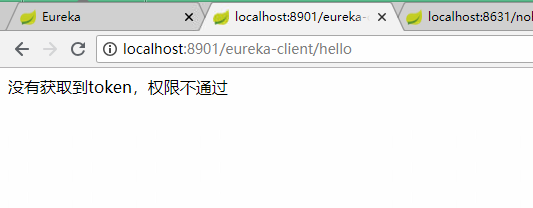 Eureka
localhost:8901/eureka-c
localhost:8631/nol
localhost:8901/eureka-client/hello
没有获取到token，权限不通过